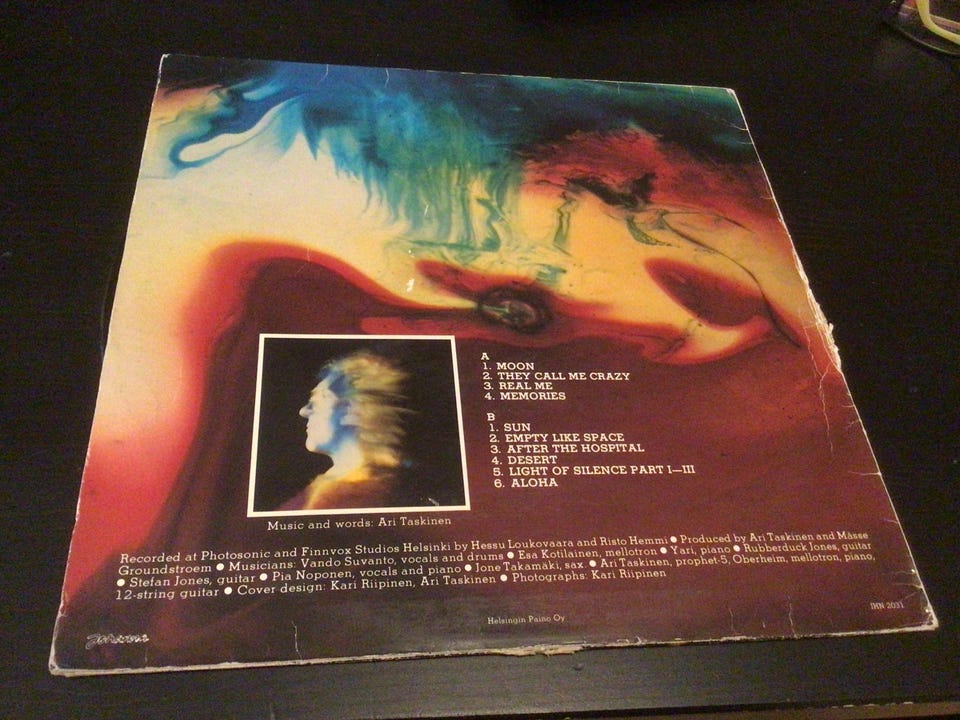 A
1. MOON
2. THEY CALL ME CRAZY
3. REAL ME
4. MEMORIES
B
1. SUN
2. EMPTY LIKE SPACE
3. AFTER THE HOSPITAL
4. DESERT
5. LIGHT OF SILENCE PART I—III
6. ALOHA
Music and words: Ari Taskinen
Recorded at Photosonic and Finnvox Studios Helsinki by Hessu Loukovaara and Risto Hemmi ● Produced by Ari Taskinen and Måsse
Groundstroem ● Musicians: Vando Suvanto, vocals and drums ● Esa Kotilainen, mellotron ● Yari, piano ● Rubberduck Jones, guitar
● Stefan Jones, guitar ● Pia Noponen, vocals and piano ● Jone Takamäki, sax ● Ari Taskinen, prophet-5, Oberheim, mellotron, piano,
12-string guitar ● Cover design: Kari Riipinen, Ari Taskinen ● Photographs: Kari Riipinen
Johanna
Helsingin Paino Oy
JHN 2031